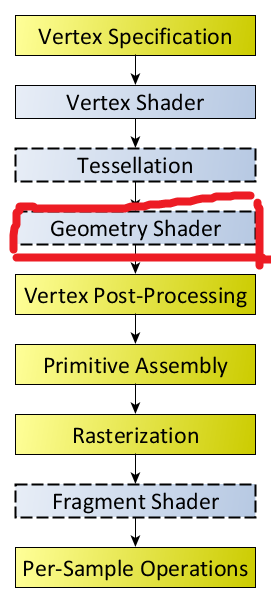 Vertex Specification
Vertex Shader
Tessellation
Geometry Shader
Vertex Post-Processing
Primitive Assembly
Rasterization
Fragment Shader
Per-Sample Operations